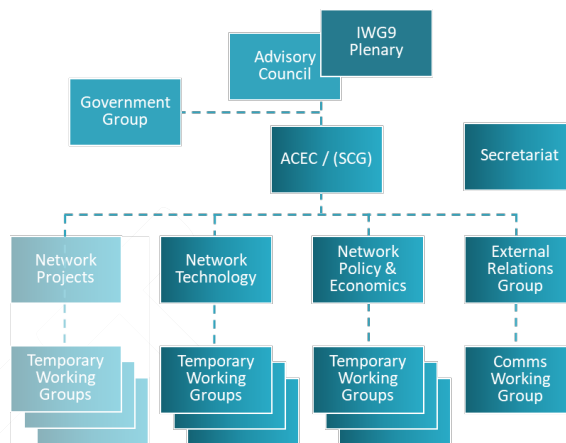 IWG9
Plenary
Advisory
Council
Government
Group
ACEC / (SCG)
Secretariat
Network
Projects
Network
Technology
Network
Policy &
Economics
External
Relations
Group
Temporary
Working
Groups
Temporary
Working
Groups
Temporary
Working
Groups
Comms
Working
Group